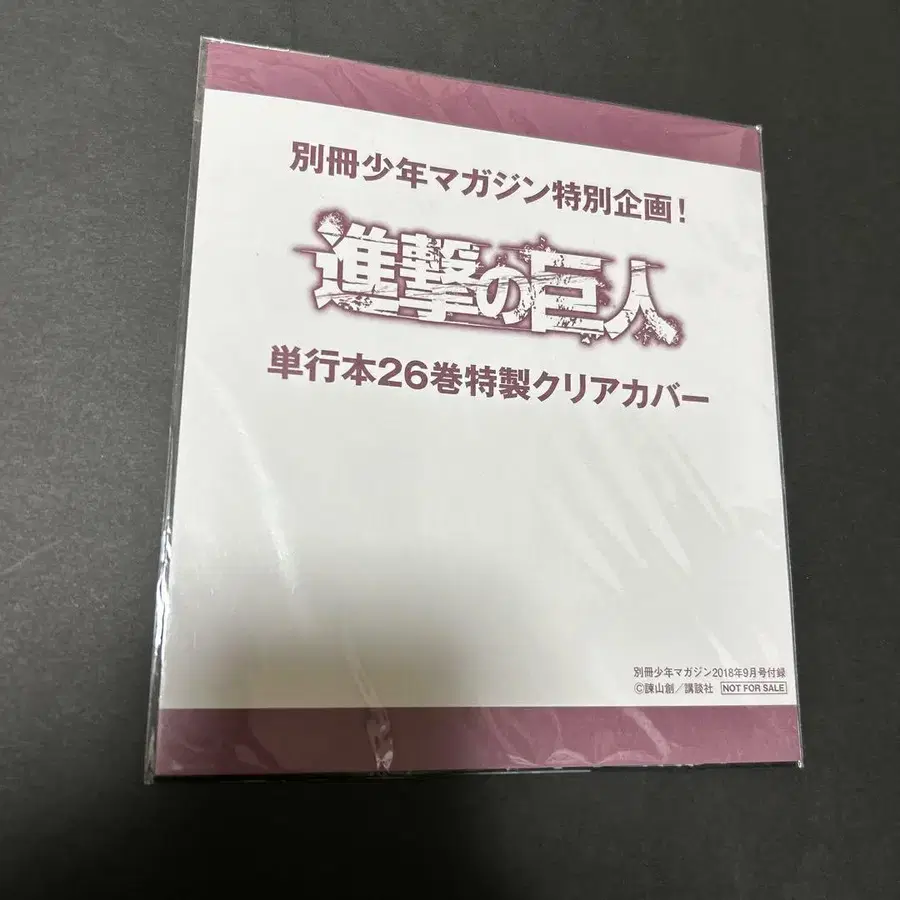 別冊少年マガジン特別企画!
進撃の巨人
単行本26巻特製クリアカバー
別冊少年マガジン2018年9月号付録
©諫山創/講談社 NOT FOR SALE